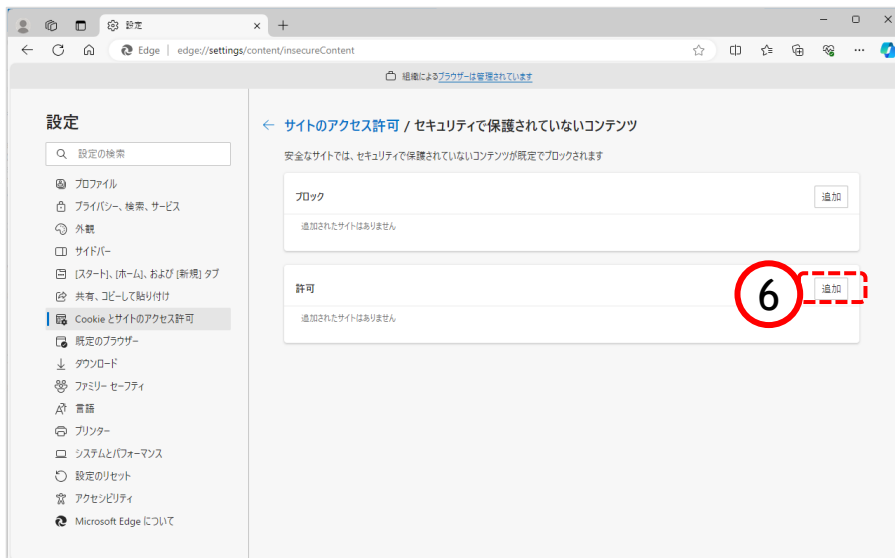 設定
Edge
edge://settings/content/insecureContent
組織によるブラウザーは管理されています
設定
設定の検索
プロファイル
プライバシー、検索、サービス
外観
サイドバー
[スタート]、[ホーム]、および [新規] タブ
共有、コピーして貼り付け
Cookie とサイトのアクセス許可
既定のブラウザー
ダウンロード
ファミリー セーフティ
言語
プリンター
システムとパフォーマンス
設定のリセット
アクセシビリティ
Microsoft Edge について
サイトのアクセス許可 / セキュリティで保護されていないコンテンツ
安全なサイトでは、セキュリティで保護されていないコンテンツが既定でブロックされます
ブロック
追加
追加されたサイトはありません
許可
6
追加
追加されたサイトはありません